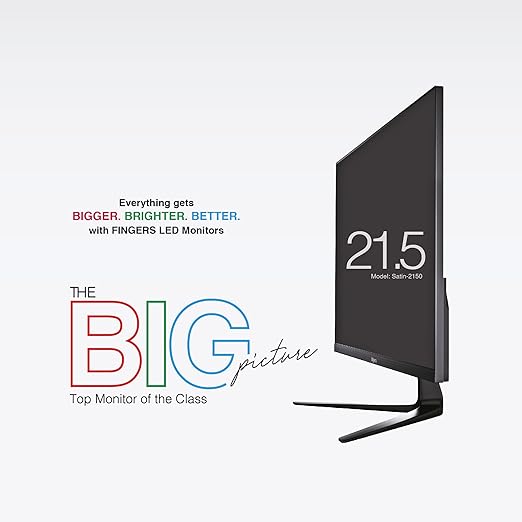 Everything gets
BIGGER. BRIGHTER. BETTER.
with FINGERS LED Monitors
THE
BIG
picture
Top Monitor of the Class
21.5
Model: Satin-2150